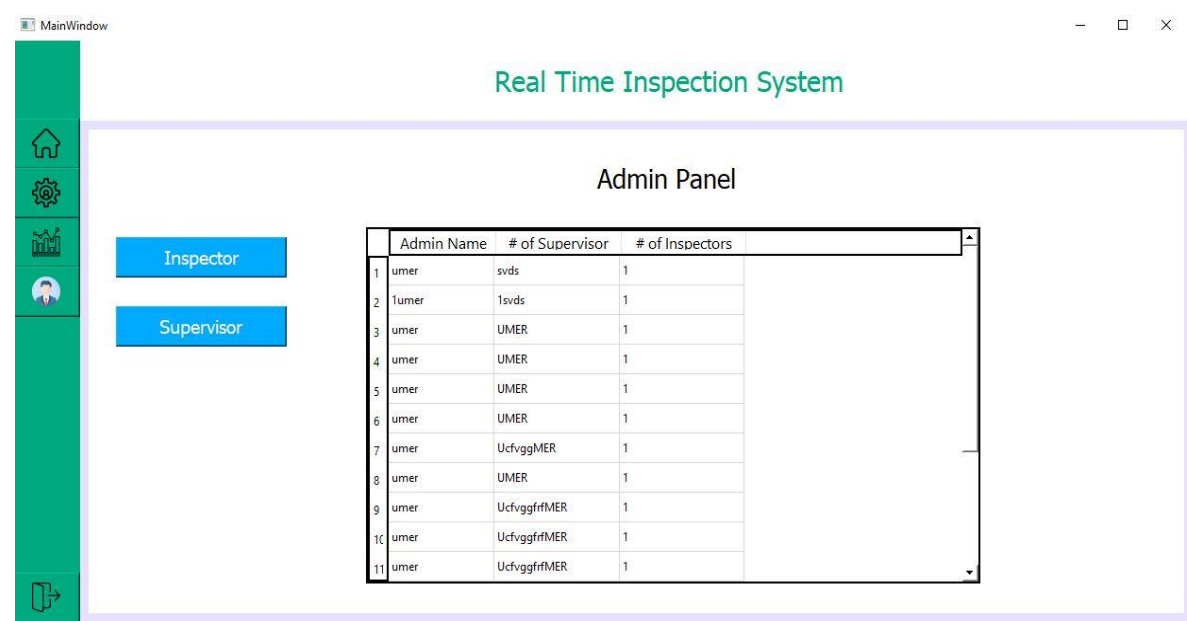 MainWindow
Real Time Inspection System
Admin Panel
Inspector
Supervisor
Admin Name # of Supervisor # of Inspectors
1 umer svds 1
2 1umer 1svds 1
3 umer UMER 1
4 umer UMER 1
5 umer UMER 1
6 umer UMER 1
7 umer UcfvggMER 1
8 umer UMER 1
9 umer UcfvggfrfMER 1
10 umer UcfvggfrfMER 1
11 umer UcfvggfrfMER 1